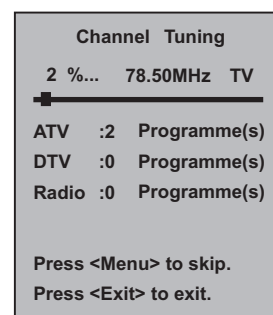 Channel Tuning
2 %... 78.50MHz TV
ATV :2 Programme(s)
DTV :0 Programme(s)
Radio :0 Programme(s)
Press <Menu> to skip.
Press <Exit> to exit.